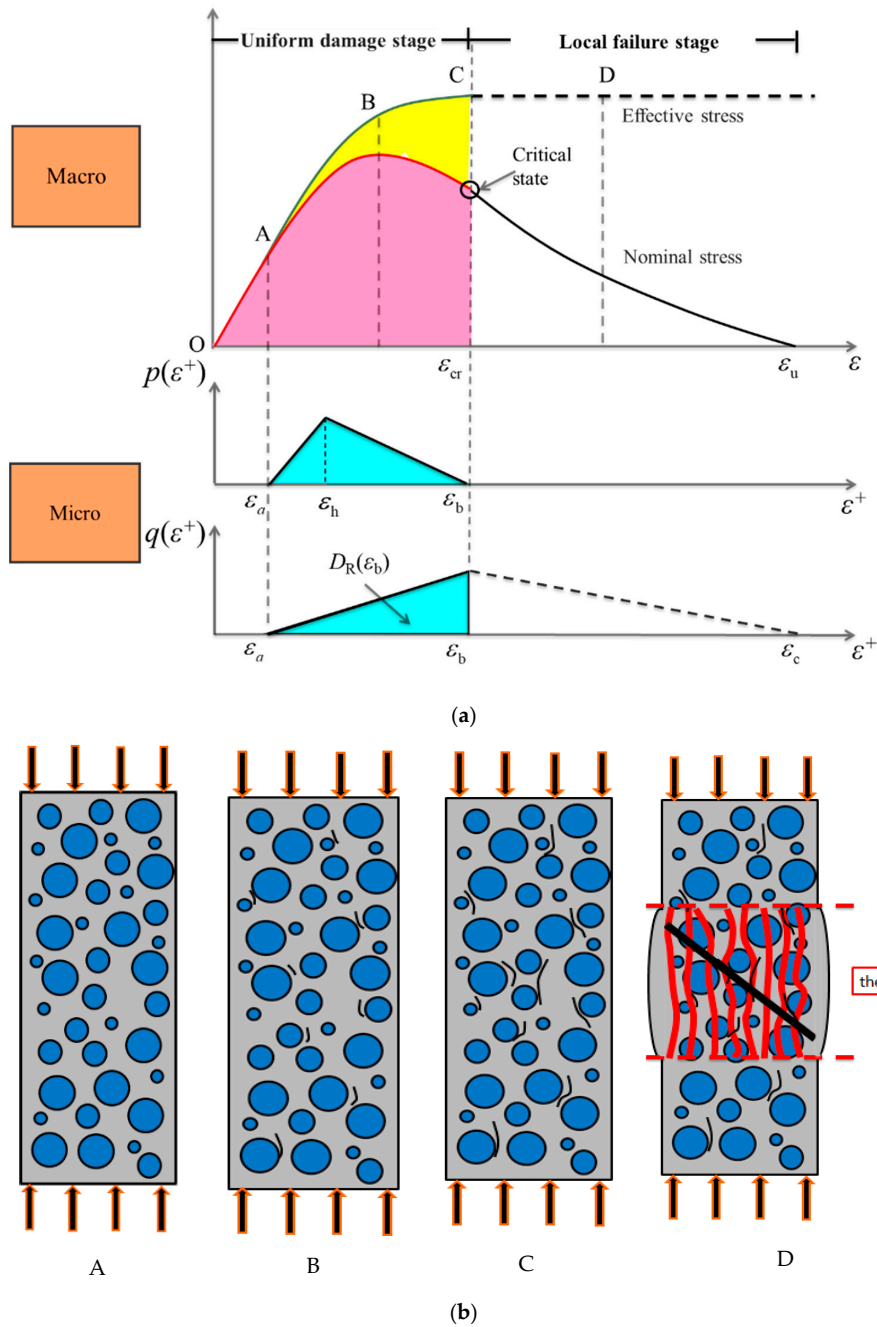 Uniform damage stage
Local failure stage
C
D
B
Effective stress
Macro
Critical
state
A
Nominal stress
O
ε_cr
ε_u
ε
p(ε⁺)
ε_a
ε_h
ε_b
ε⁺
Micro
q(ε⁺)
D_R(ε_b)
ε_a
ε_b
ε_c
ε⁺
(a)
the
A
B
C
D
(b)